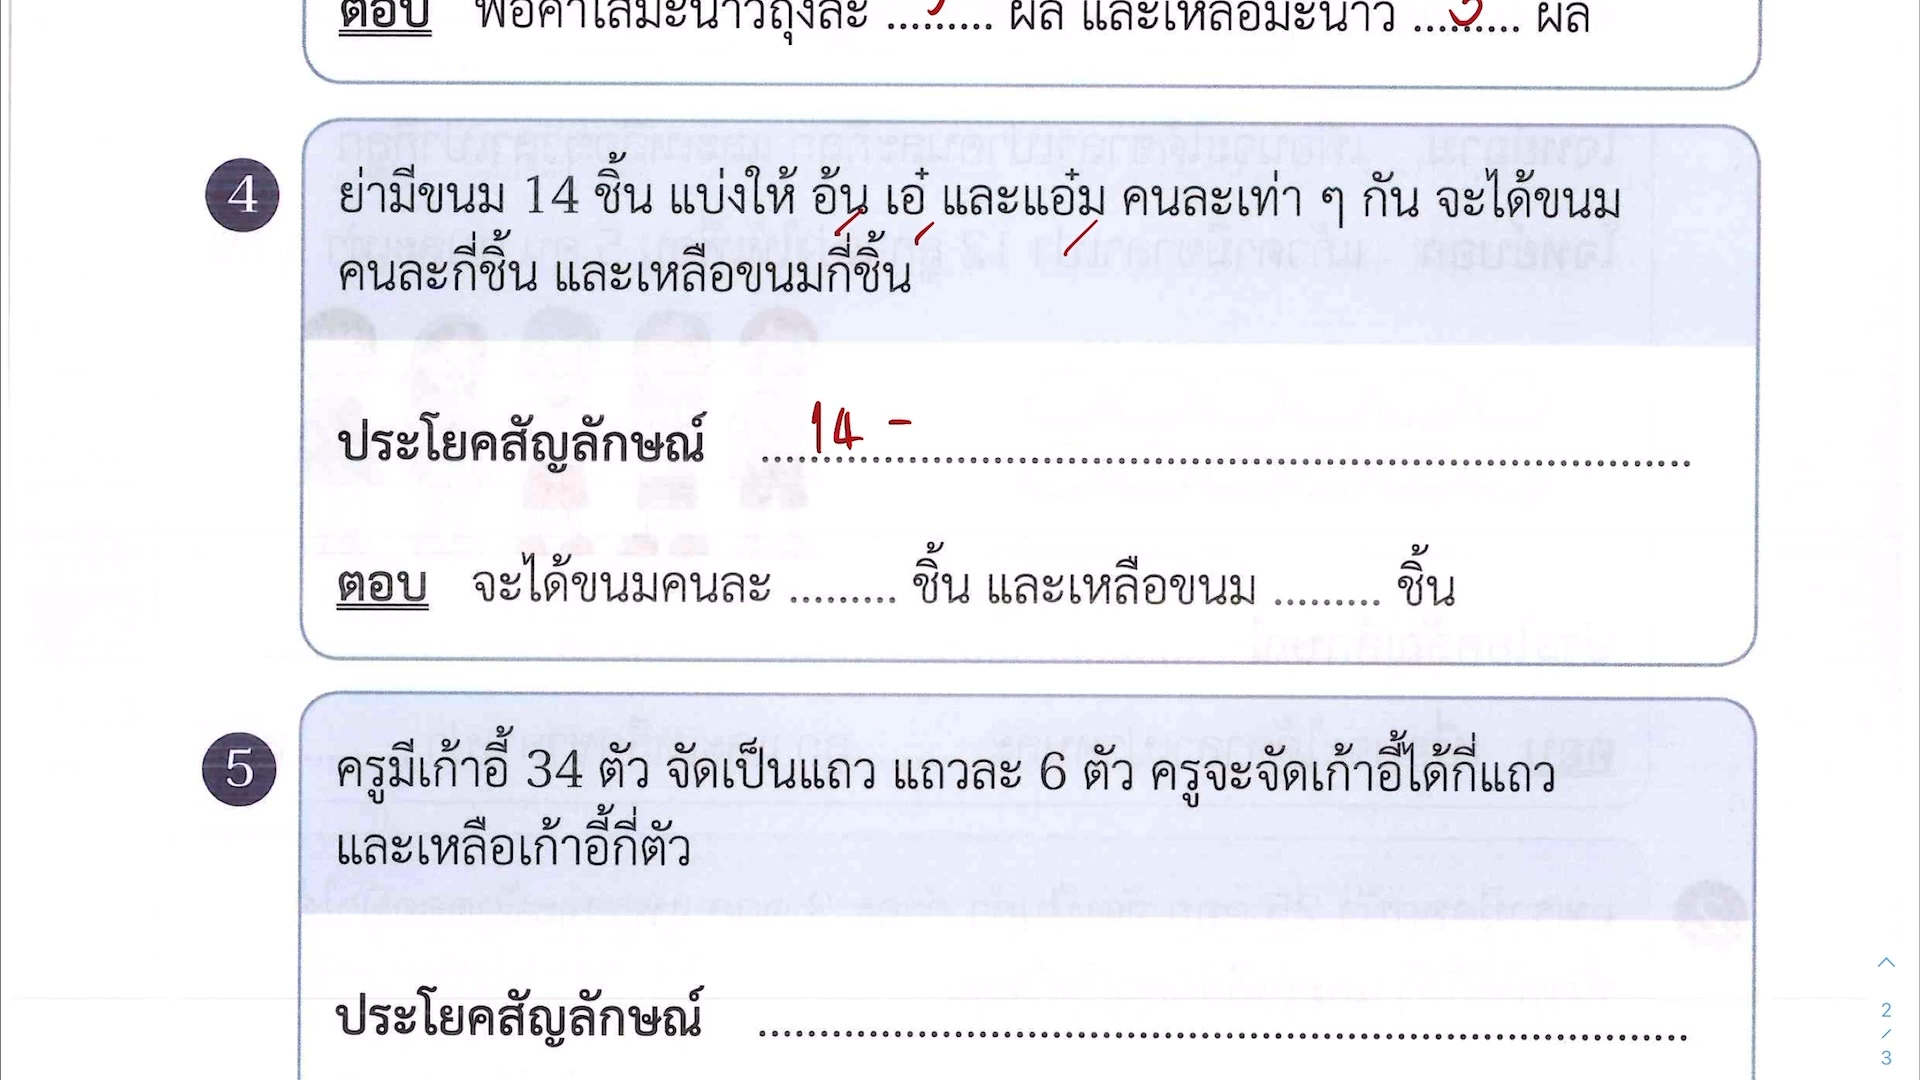 ตอบ พ่อค้าใส่มะนาวถุงละ ......... ผล และเหลือมะนาว ......... ผล
4 ย่ามีขนม 14 ชิ้น แบ่งให้ อ้น เอ๋ และแอ๋ม คนละเท่า ๆ กัน จะได้ขนม
คนละกี่ชิ้น และเหลือขนมกี่ชิ้น
ประโยคสัญลักษณ์ 14 -
ตอบ จะได้ขนมคนละ ......... ชิ้น และเหลือขนม ......... ชิ้น
5 ครูมีเก้าอี้ 34 ตัว จัดเป็นแถว แถวละ 6 ตัว ครูจะจัดเก้าอี้ได้กี่แถว
และเหลือเก้าอี้กี่ตัว
ประโยคสัญลักษณ์
2
/
3